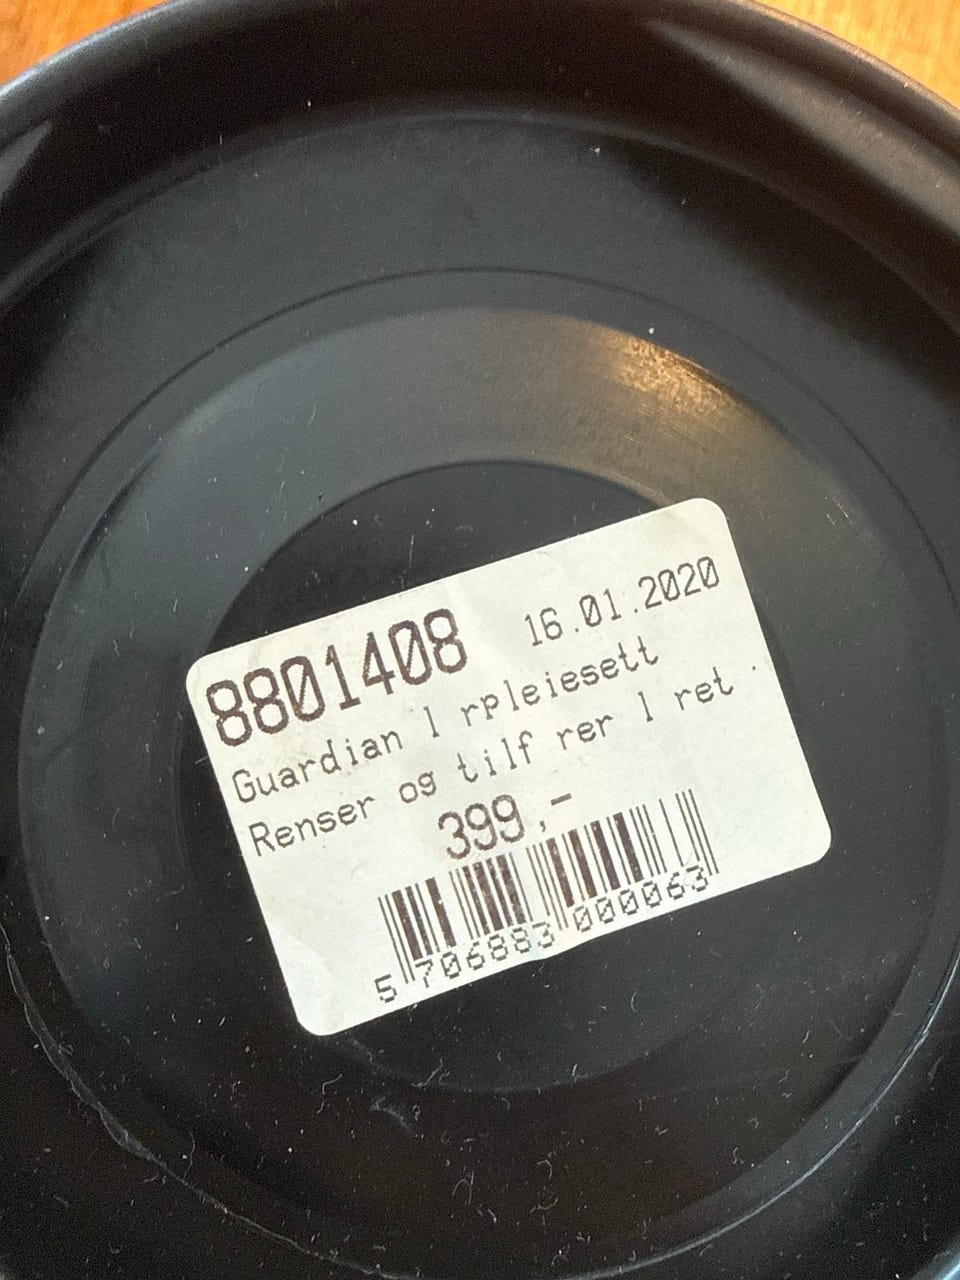 8801408 16.01.2020
Guardian l rpleiesett
Renser og tilf rer l ret .
399,-
5 706883 000063